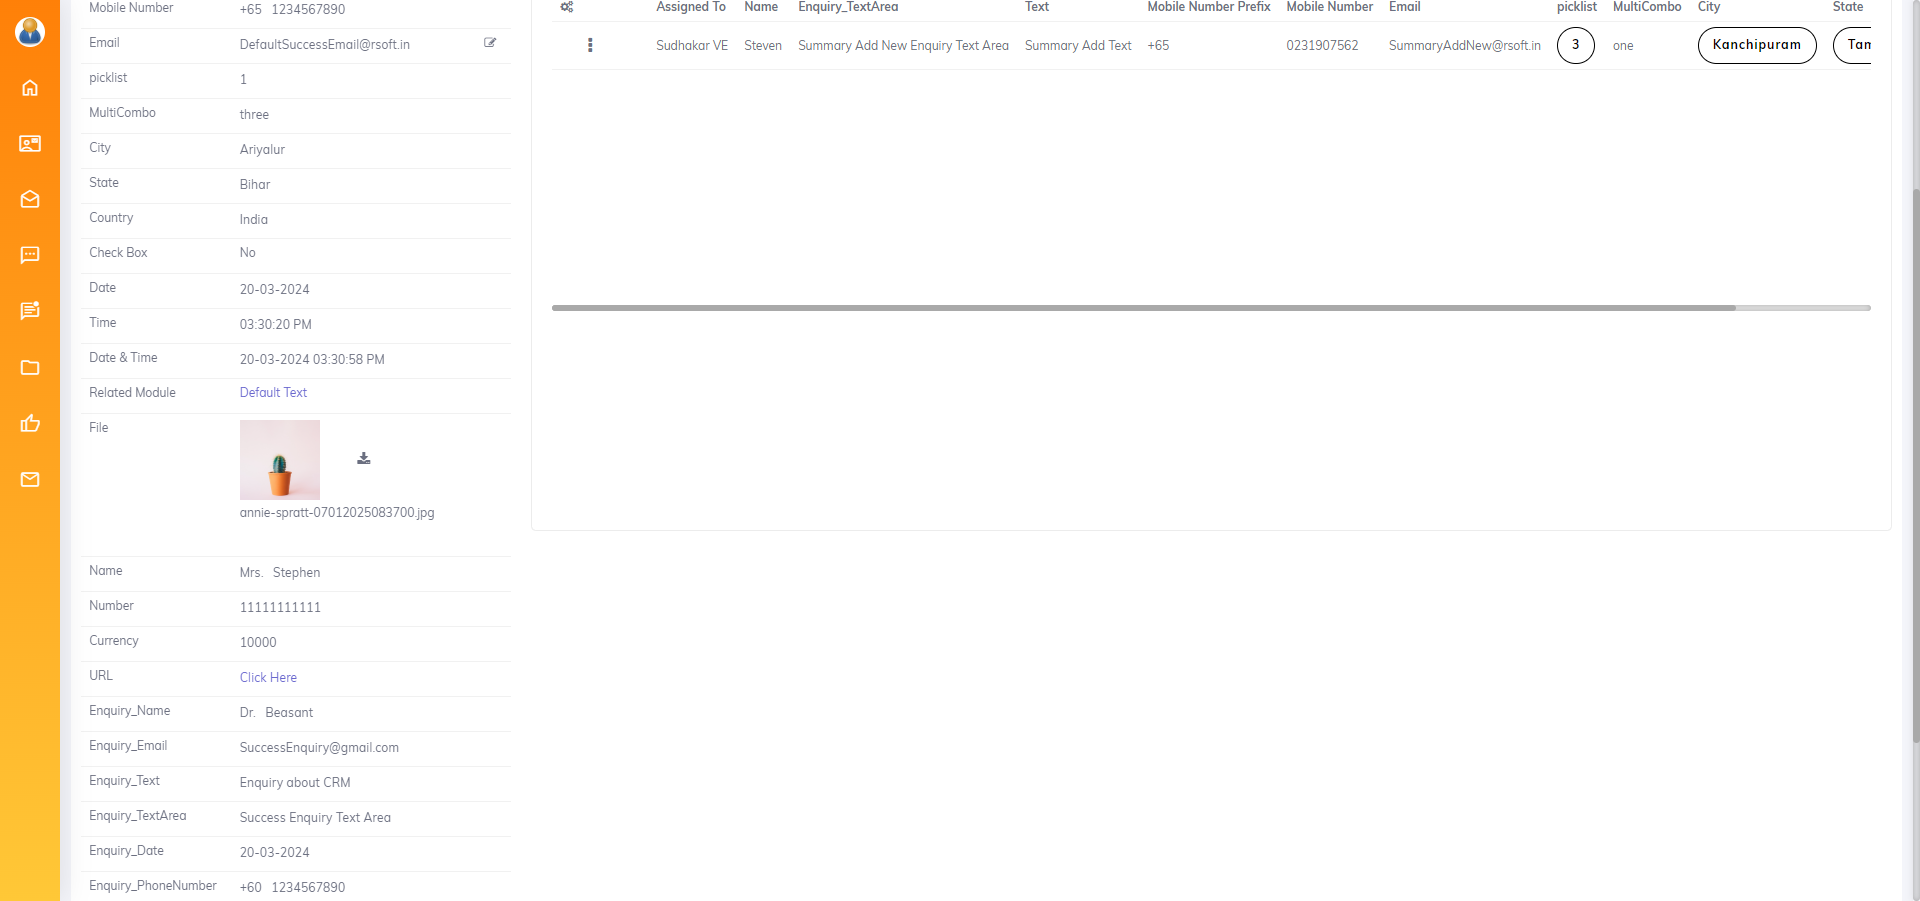 Mobile Number +65 1234567890
Email DefaultSuccessEmail@rsoft.in
picklist 1
MultiCombo three
City Ariyalur
State Bihar
Country India
Check Box No
Date 20-03-2024
Time 03:30:20 PM
Date & Time 20-03-2024 03:30:58 PM
Related Module Default Text
File
annie-spratt-07012025083700.jpg
Name Mrs. Stephen
Number 11111111111
Currency 10000
URL Click Here
Enquiry_Name Dr. Beasant
Enquiry_Email SuccessEnquiry@gmail.com
Enquiry_Text Enquiry about CRM
Enquiry_TextArea Success Enquiry Text Area
Enquiry_Date 20-03-2024
Enquiry_PhoneNumber +60 1234567890
Assigned To Name Enquiry_TextArea Text Mobile Number Prefix Mobile Number Email picklist MultiCombo City State
Sudhakar VE Steven Summary Add New Enquiry Text Area Summary Add Text +65 0231907562 SummaryAddNew@rsoft.in 3 one Kanchipuram